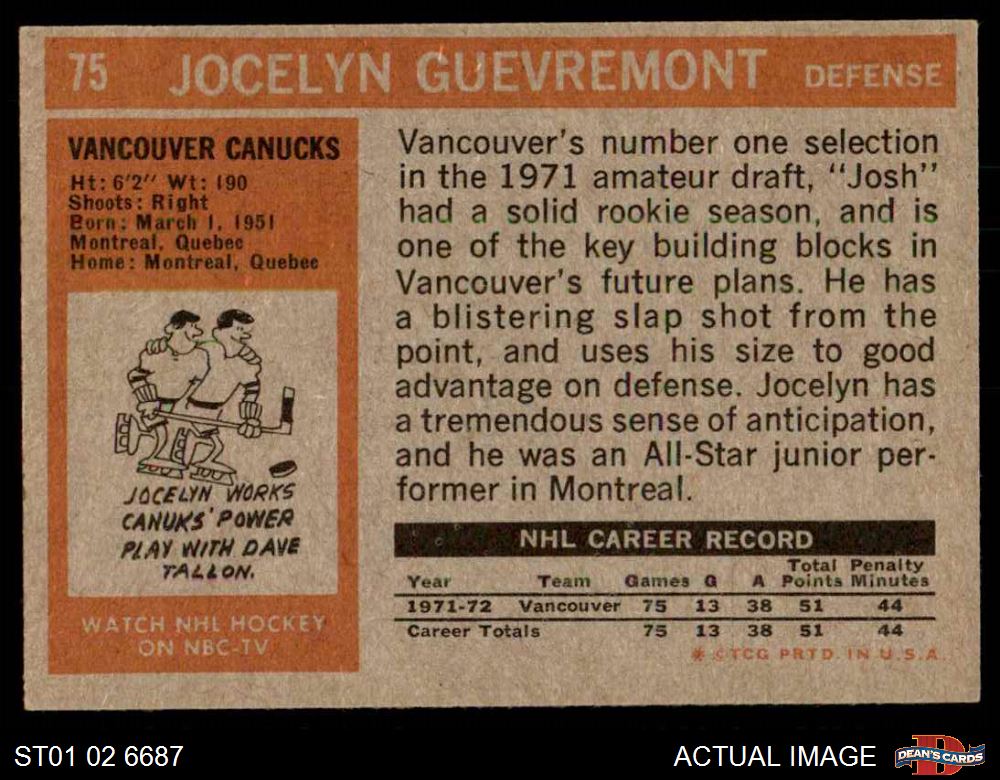 75 JOCELYN GUEVREMONT DEFENSE
VANCOUVER CANUCKS
Ht: 6'2" Wt: 190
Shoots: Right
Born: March 1, 1951
Montreal, Quebec
Home: Montreal, Quebec
JOCELYN WORKS
CANUKS' POWER
PLAY WITH DAVE
TALLON.
WATCH NHL HOCKEY
ON NBC-TV
Vancouver's number one selection
in the 1971 amateur draft, "Josh"
had a solid rookie season, and is
one of the key building blocks in
Vancouver's future plans. He has
a blistering slap shot from the
point, and uses his size to good
advantage on defense. Jocelyn has
a tremendous sense of anticipation,
and he was an All-Star junior per-
former in Montreal.
NHL CAREER RECORD
Total Penalty
Year Team Games G A Points Minutes
1971-72 Vancouver 75 13 38 51 44
Career Totals 75 13 38 51 44
* ©TCG PRTD. IN U.S.A.
ST01 02 6687
ACTUAL IMAGE
D
DEAN'S CARDS